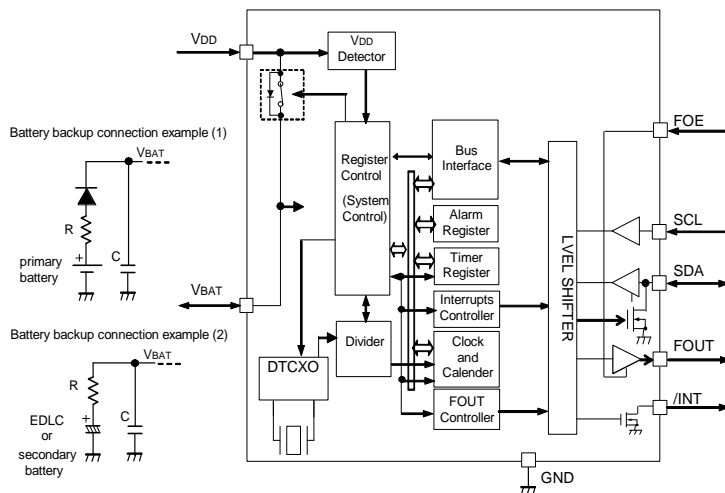 VDD
VDD
Detector
Battery backup connection example (1)
VBAT
R
+
C
primary
battery
VBAT
Battery backup connection example (2)
VBAT
R
+
C
EDLC
or
secondary
battery
Register
Control
(System
Control)
Bus
Interface
Alarm
Register
Timer
Register
Interrupts
Controller
Divider
Clock
and
Calender
DTCXO
FOUT
Controller
LVEL SHIFTER
FOE
SCL
SDA
FOUT
/INT
GND